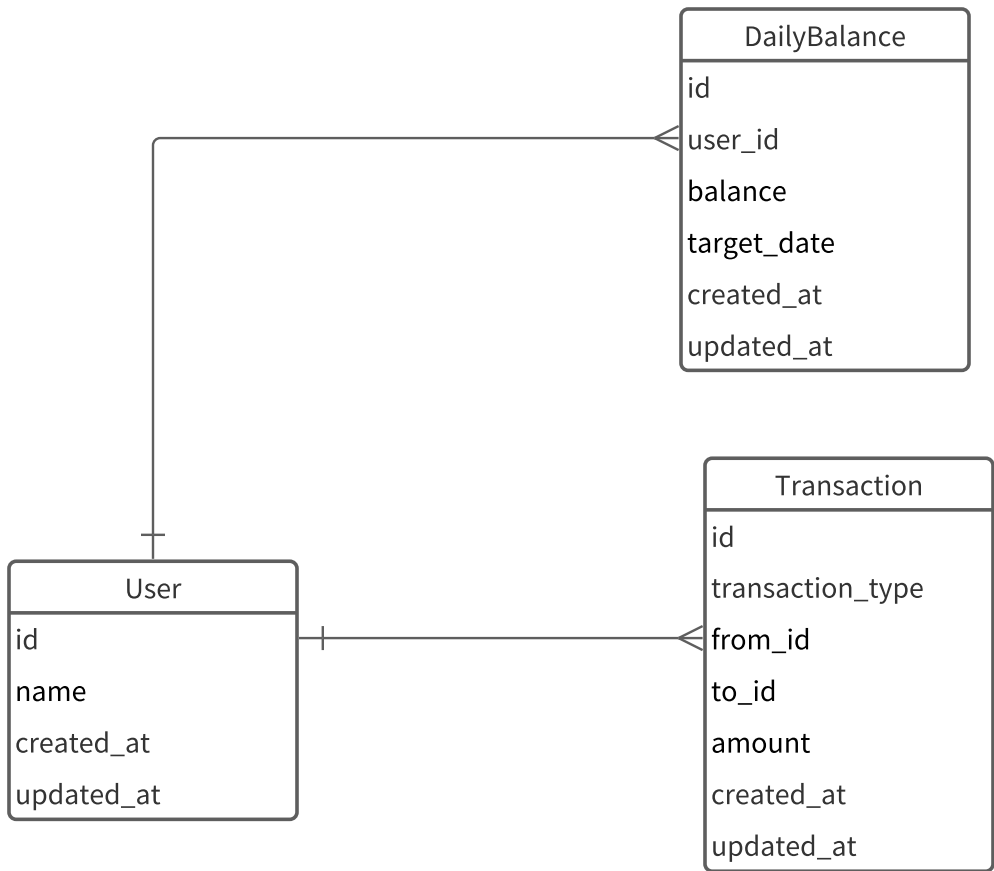 DailyBalance
id
user_id
balance
target_date
created_at
updated_at
User
id
name
created_at
updated_at
Transaction
id
transaction_type
from_id
to_id
amount
created_at
updated_at